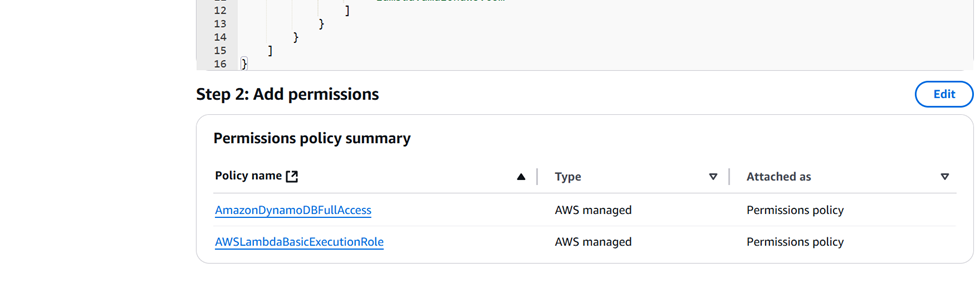 12 ]
13 }
14 }
15 ]
16 }
Step 2: Add permissions
Edit
Permissions policy summary
Policy name Type Attached as
AmazonDynamoDBFullAccess AWS managed Permissions policy
AWSLambdaBasicExecutionRole AWS managed Permissions policy